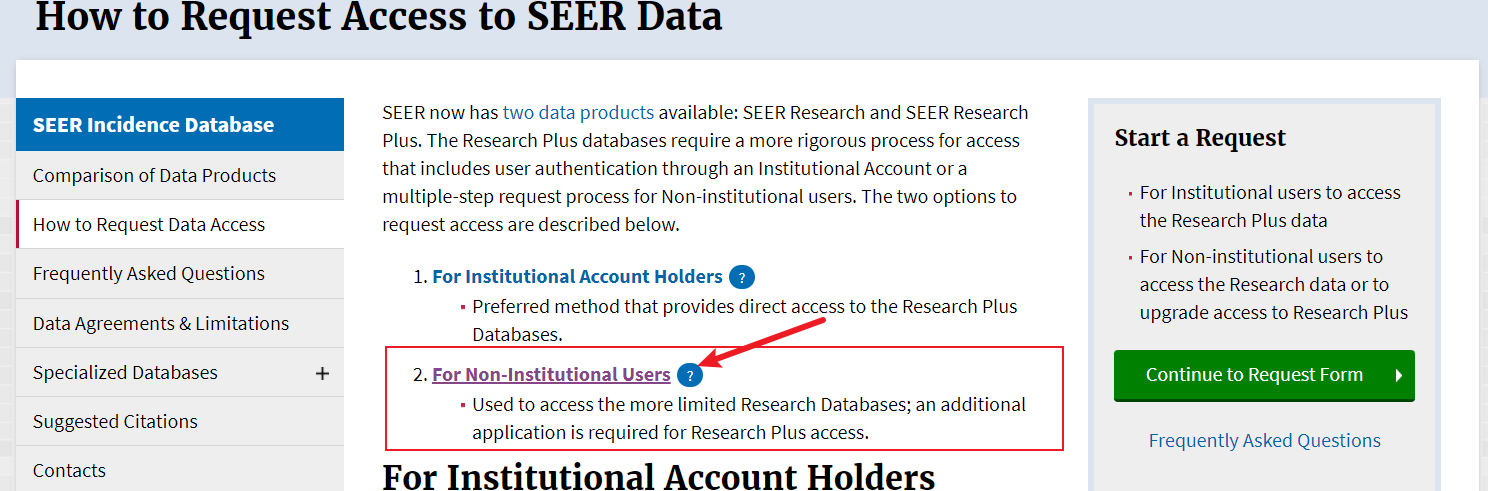 How to Request Access to SEER Data
SEER Incidence Database
Comparison of Data Products
How to Request Data Access
Frequently Asked Questions
Data Agreements & Limitations
Specialized Databases +
Suggested Citations
Contacts
SEER now has two data products available: SEER Research and SEER Research
Plus. The Research Plus databases require a more rigorous process for access
that includes user authentication through an Institutional Account or a
multiple-step request process for Non-institutional users. The two options to
request access are described below.
1. For Institutional Account Holders ?
Preferred method that provides direct access to the Research Plus
Databases.
2. For Non-Institutional Users ?
Used to access the more limited Research Databases; an additional
application is required for Research Plus access.
For Institutional Account Holders
Start a Request
For Institutional users to access
the Research Plus data
For Non-institutional users to
access the Research data or to
upgrade access to Research Plus
Continue to Request Form
Frequently Asked Questions